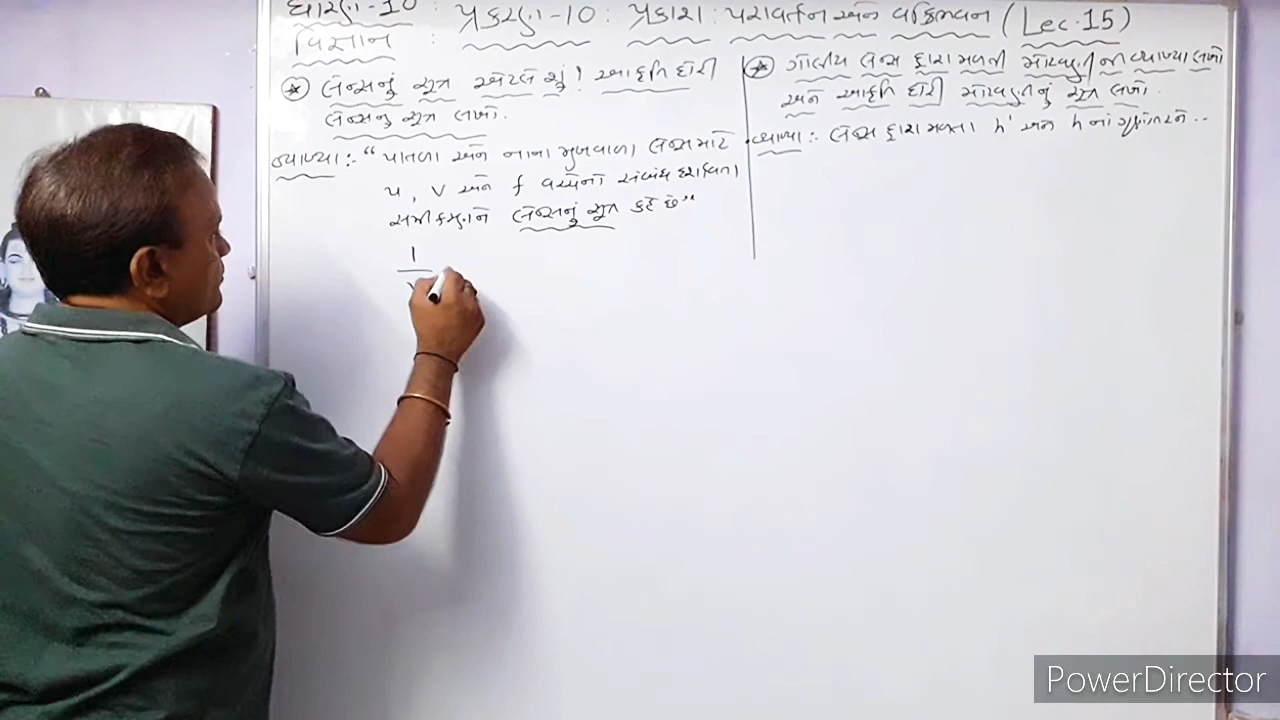 ધોરણ-10 : પ્રકરણ-10 : પ્રકાશ : પરાવર્તન અને વક્રીભવન (Lec.15)
વિજ્ઞાન :
લેન્સનું સૂત્ર એટલે શું? આકૃતિ દોરી
લેન્સનુ સૂત્ર લખો.
વ્યાખ્યા :- “પાતળા અને નાના મુખવાળા લેન્સ માટે
u, v અને f વચ્ચેનો સંબંધ દર્શાવતા
સમીકરણને લેન્સનું સૂત્ર કહે છે”
1
ગોલીય લેન્સ દ્વારા મળતી મોટવણીની વ્યાખ્યા લખો
અને આકૃતિ દોરી મોટવણીનું સૂત્ર લખો.
વ્યાખ્યા :- લેન્સ દ્વારા મળતા h' અને h નાં ગુણોત્તરને..
PowerDirector